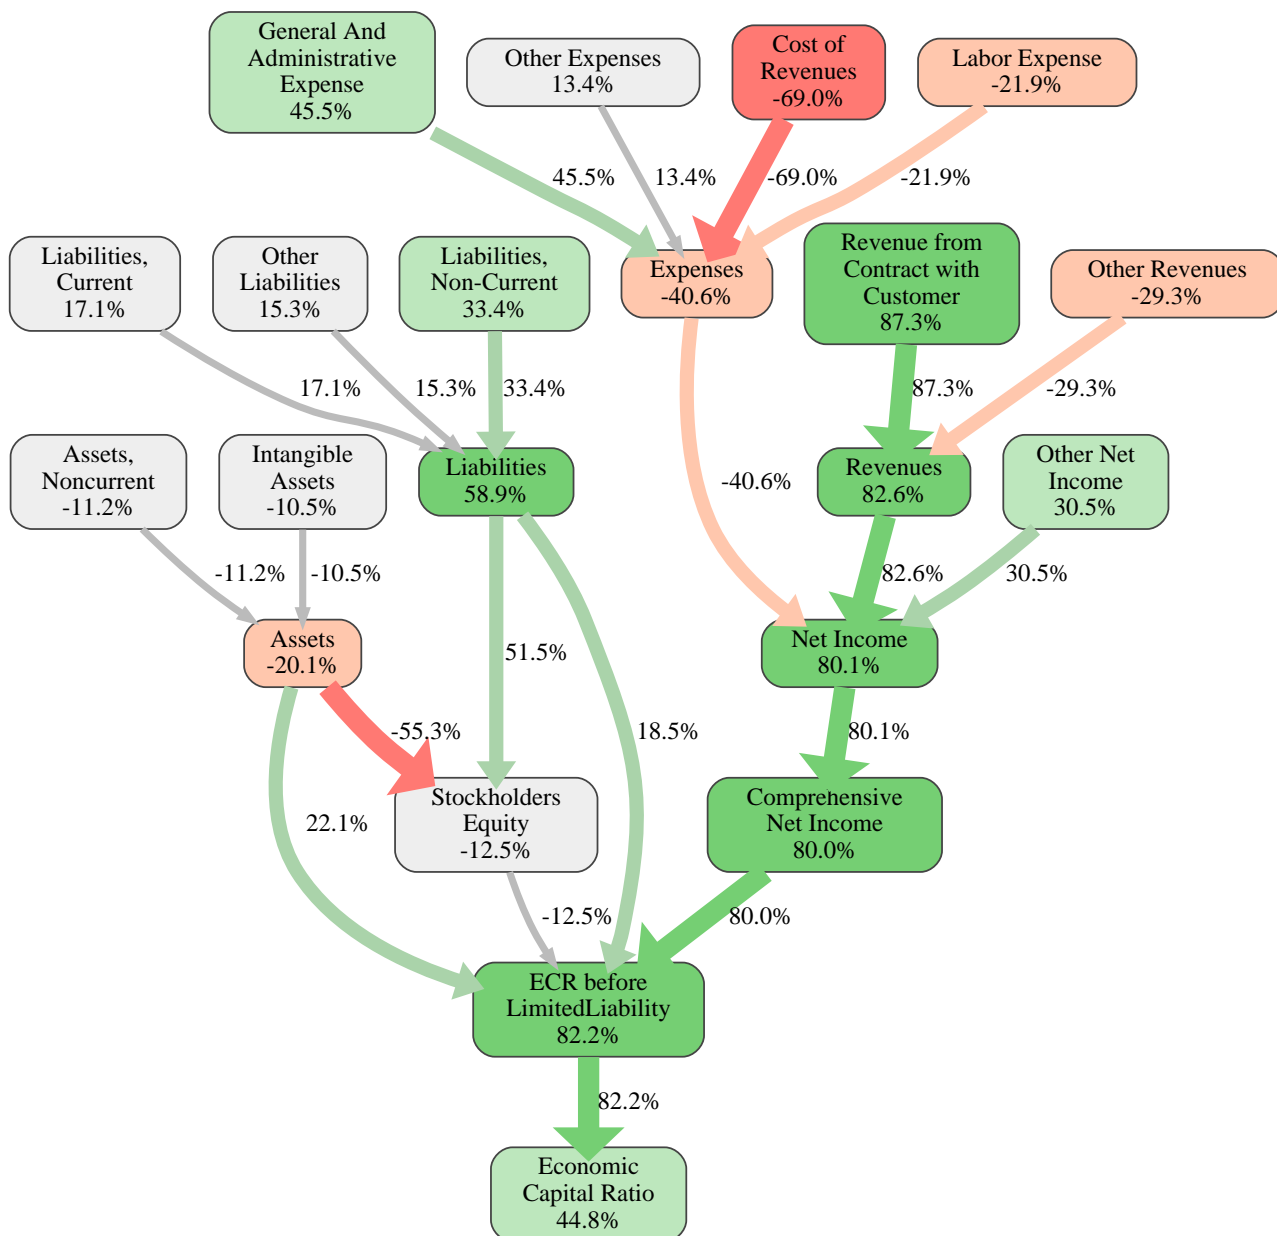 General And
Administrative
Expense
45.5%
Other Expenses
13.4%
Cost of
Revenues
-69.0%
Labor Expense
-21.9%
45.5%
13.4%
-69.0%
-21.9%
Liabilities,
Current
17.1%
Other
Liabilities
15.3%
Liabilities,
Non-Current
33.4%
Expenses
-40.6%
Revenue from
Contract with
Customer
87.3%
Other Revenues
-29.3%
17.1%
15.3%
33.4%
87.3%
-29.3%
Assets,
Noncurrent
-11.2%
Intangible
Assets
-10.5%
Liabilities
58.9%
-40.6%
Revenues
82.6%
Other Net
Income
30.5%
-11.2%
-10.5%
82.6%
30.5%
Assets
-20.1%
51.5%
Net Income
80.1%
-55.3%
18.5%
80.1%
22.1%
Stockholders
Equity
-12.5%
Comprehensive
Net Income
80.0%
-12.5%
80.0%
ECR before
LimitedLiability
82.2%
82.2%
Economic
Capital Ratio
44.8%